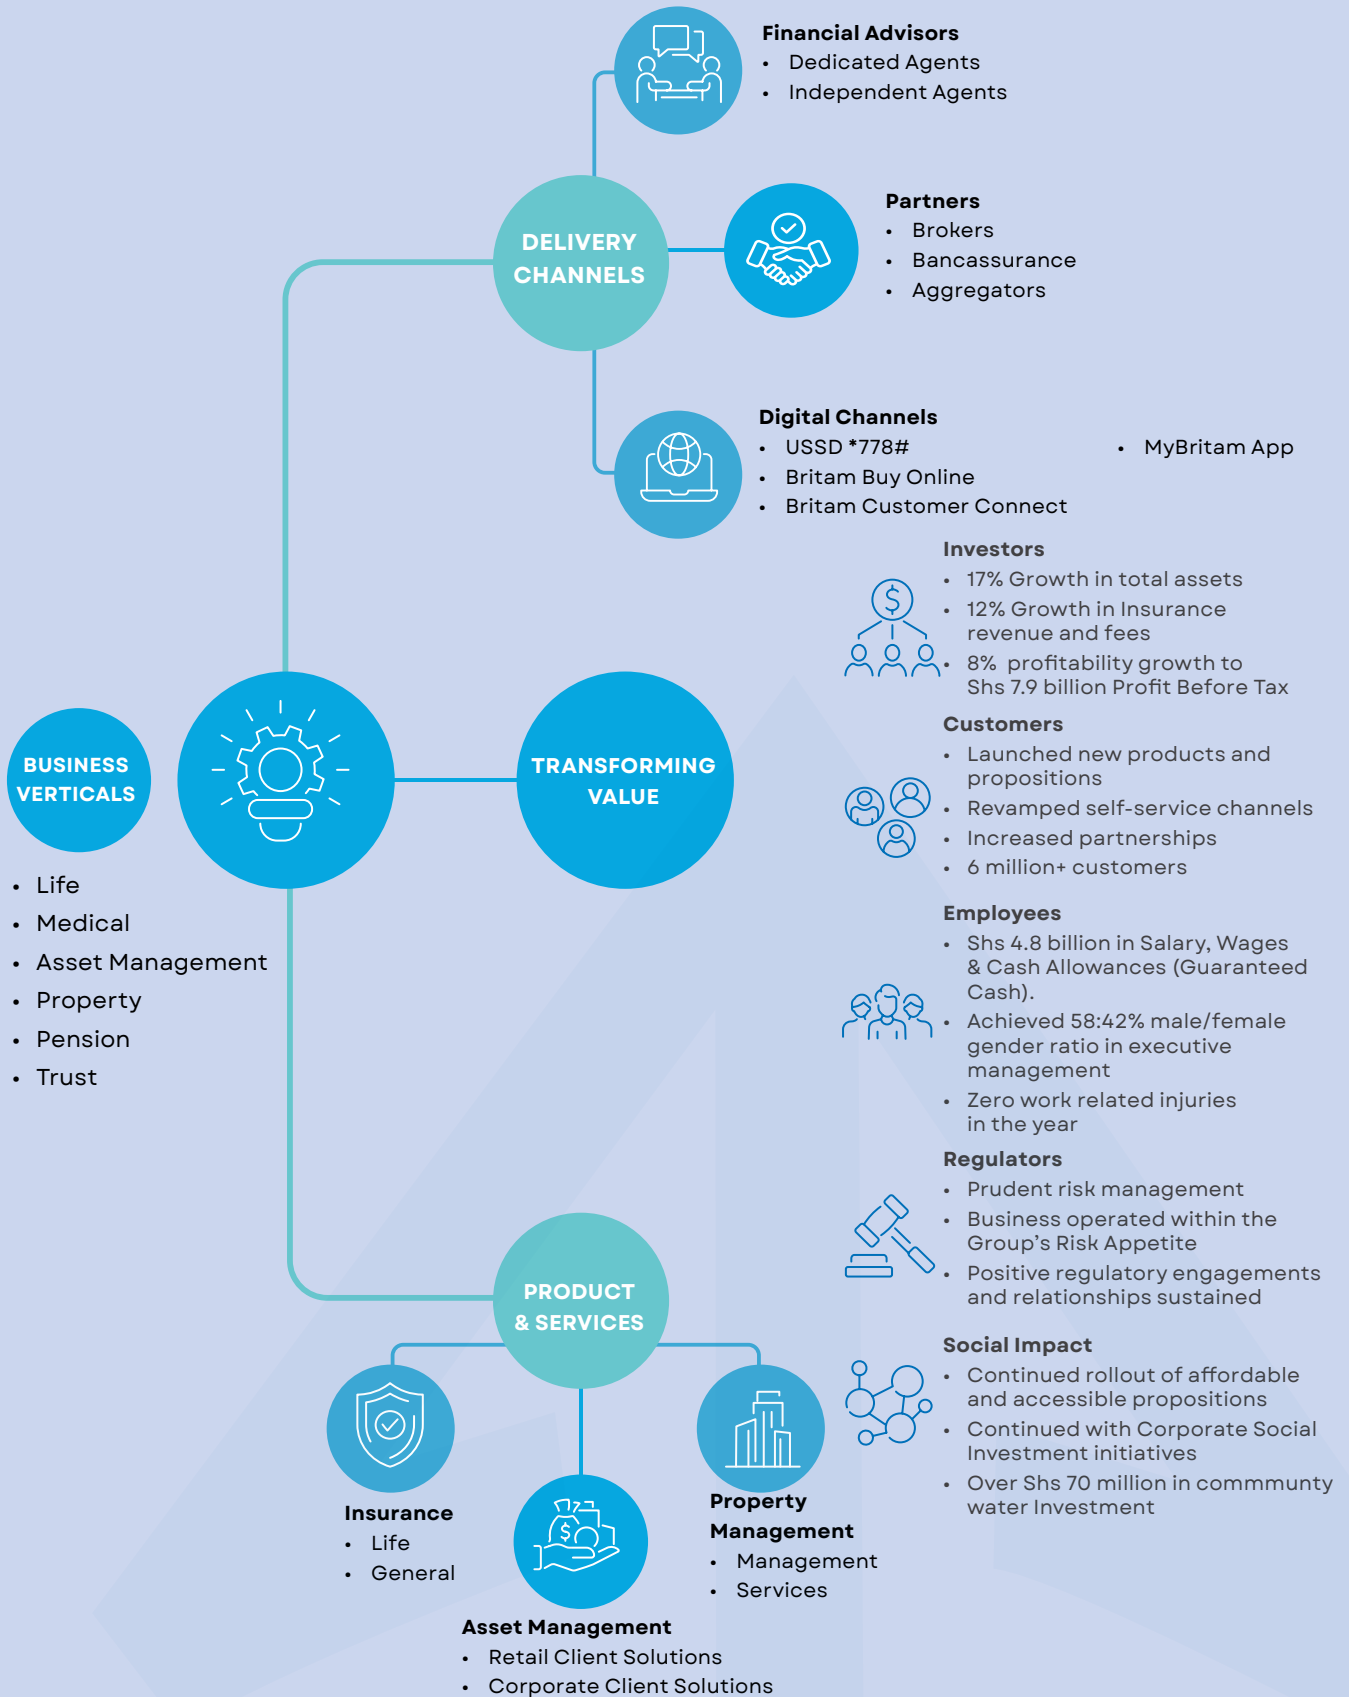 Financial Advisors
• Dedicated Agents
• Independent Agents
DELIVERY
CHANNELS
Partners
• Brokers
• Bancassurance
• Aggregators
Digital Channels
• USSD *778#
• Britam Buy Online
• Britam Customer Connect
• MyBritam App
BUSINESS
VERTICALS
• Life
• Medical
• Asset Management
• Property
• Pension
• Trust
TRANSFORMING
VALUE
Investors
• 17% Growth in total assets
• 12% Growth in Insurance
revenue and fees
• 8% profitability growth to
Shs 7.9 billion Profit Before Tax
Customers
• Launched new products and
propositions
• Revamped self-service channels
• Increased partnerships
• 6 million+ customers
Employees
• Shs 4.8 billion in Salary, Wages
& Cash Allowances (Guaranteed
Cash).
• Achieved 58:42% male/female
gender ratio in executive
management
• Zero work related injuries
in the year
Regulators
• Prudent risk management
• Business operated within the
Group's Risk Appetite
• Positive regulatory engagements
and relationships sustained
Social Impact
• Continued rollout of affordable
and accessible propositions
• Continued with Corporate Social
Investment initiatives
• Over Shs 70 million in commmunty
water Investment
PRODUCT
& SERVICES
Insurance
• Life
• General
$
Asset Management
• Retail Client Solutions
• Corporate Client Solutions
Property
Management
• Management
• Services